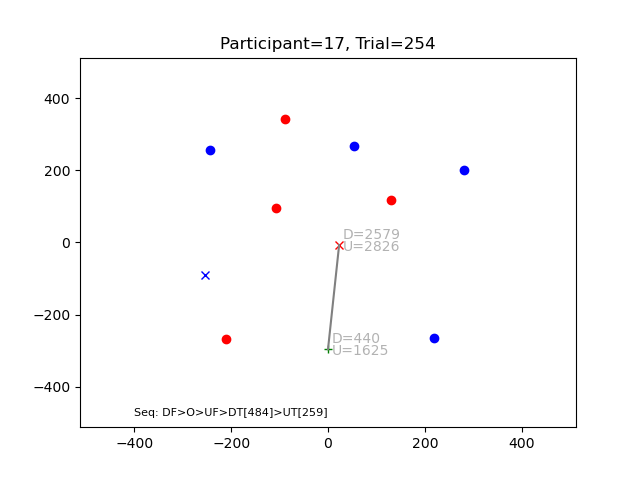 Participant=17, Trial=254
400
200
0
−200
−400
D=2579
U=2826
D=440
U=1625
Seq: DF>O>UF>DT[484]>UT[259]
−400 −200 0 200 400